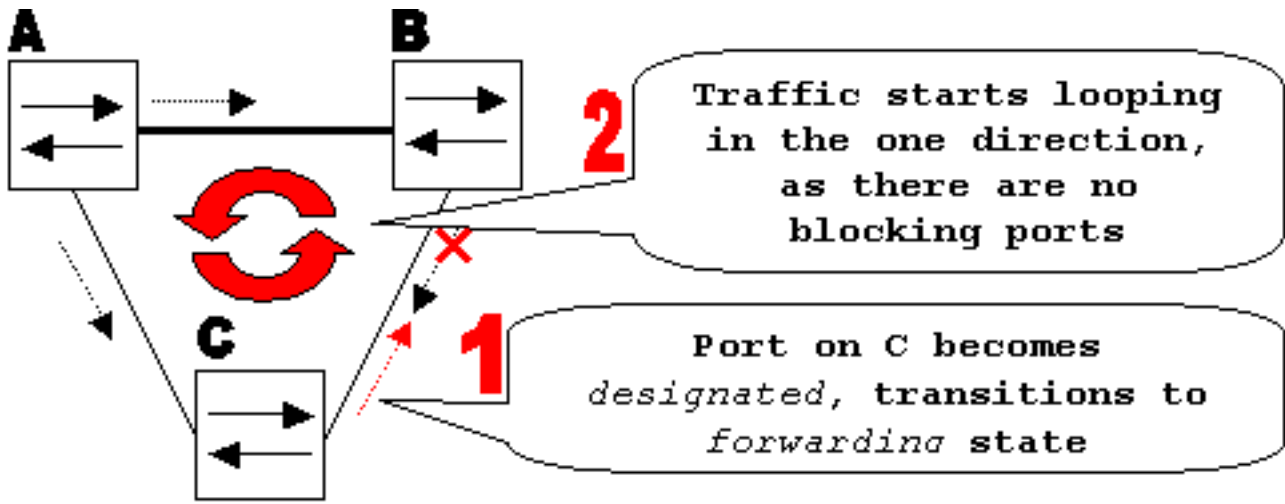 A
B
2
Traffic starts looping
in the one direction,
as there are no
blocking ports
C
1
Port on C becomes
designated, transitions to
forwarding state